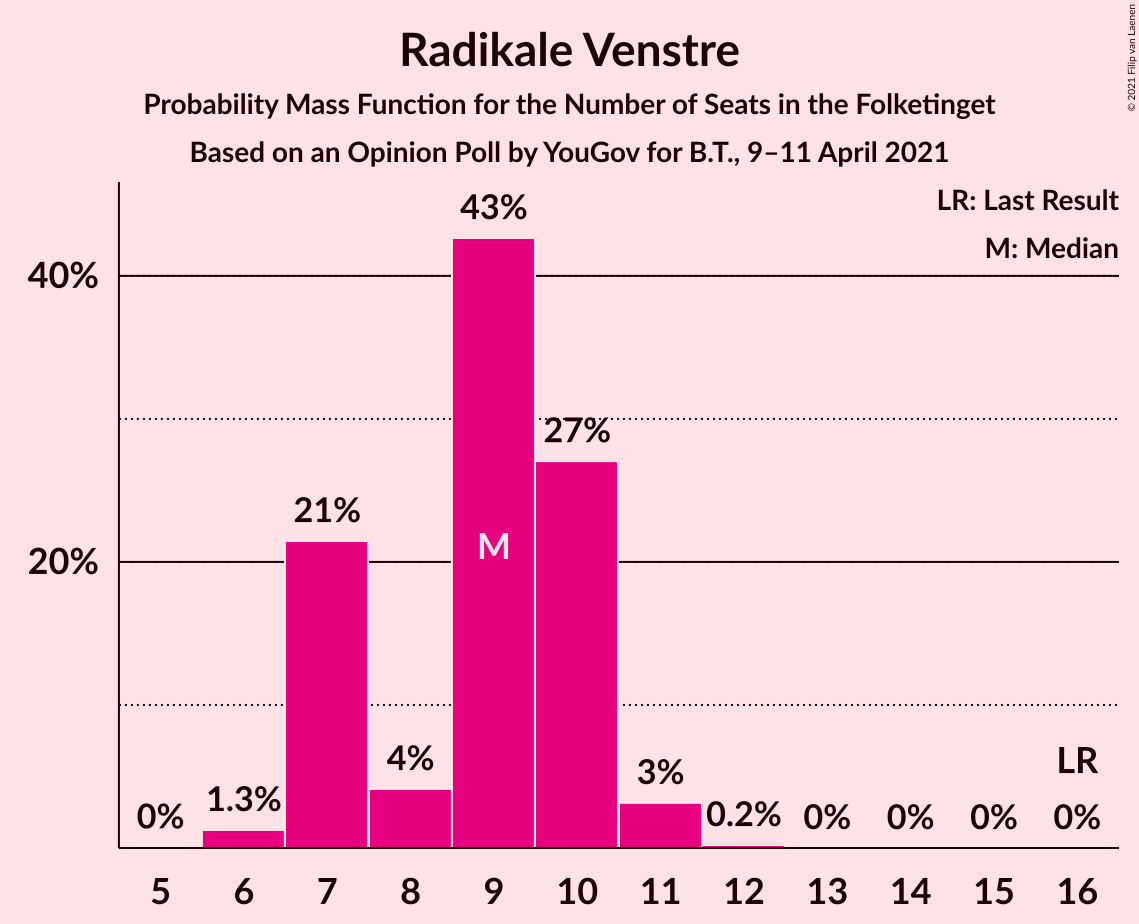 Radikale Venstre
Probability Mass Function for the Number of Seats in the Folketinget
Based on an Opinion Poll by YouGov for B.T., 9–11 April 2021
© 2021 Filip van Laenen
LR: Last Result
M: Median
43%
40%
27%
21%
M
20%
4%
3%
LR
0% 1.3% 0.2% 0% 0% 0% 0%
5 6 7 8 9 10 11 12 13 14 15 16